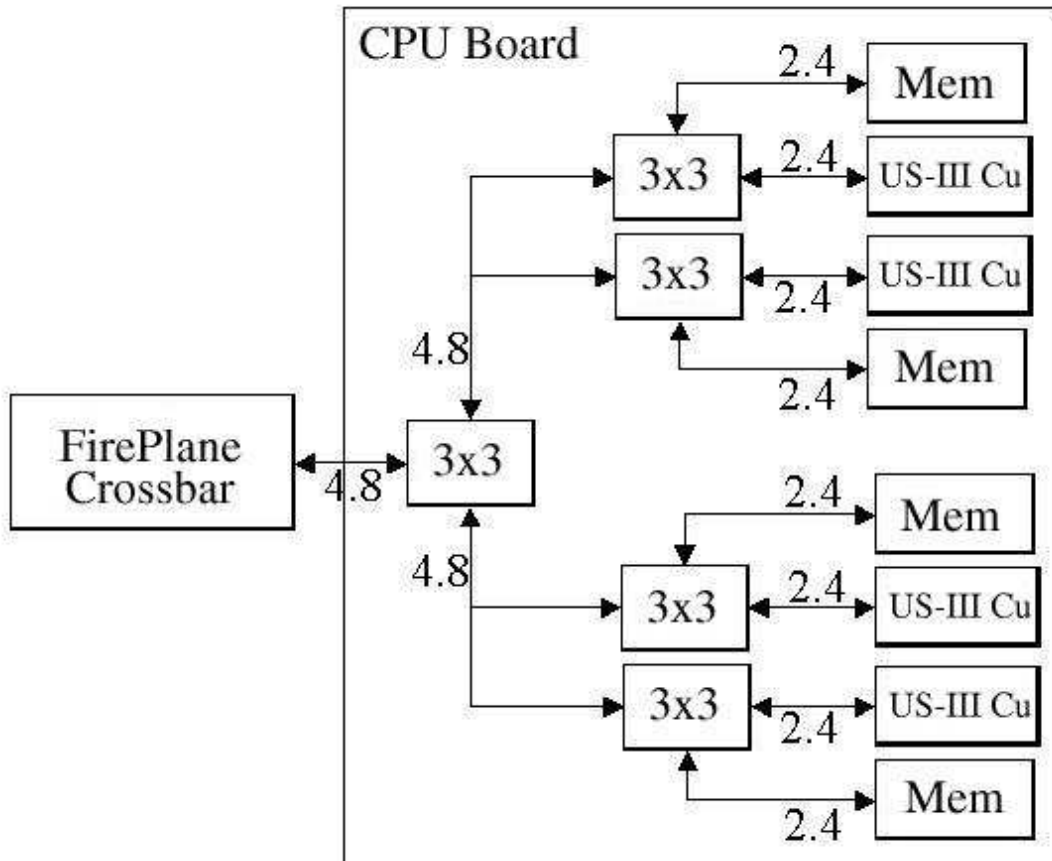 CPU Board
2.4
Mem
3x3
2.4
US-III Cu
3x3
2.4
US-III Cu
2.4
Mem
4.8
FirePlane
Crossbar
4.8
3x3
4.8
2.4
Mem
3x3
2.4
US-III Cu
3x3
2.4
US-III Cu
2.4
Mem